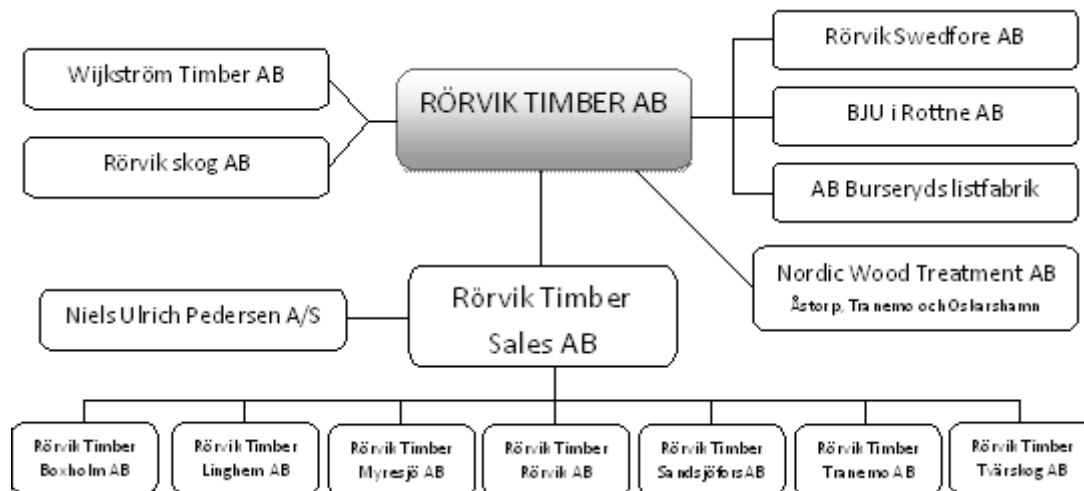 Rörvik Swedfore AB
Wijkström Timber AB
RÖRVIK TIMBER AB
BJU i Rottne AB
Rörvik skog AB
AB Burseryds listfabrik
Nordic Wood Treatment AB
Åstorp, Tranemo och Oskarshamn
Niels Ulrich Pedersen A/S
Rörvik Timber
Sales AB
Rörvik Timber
Boxholm AB
Rörvik Timber
Linghem AB
Rörvik Timber
Myresjö AB
Rörvik Timber
Rörvik AB
Rörvik Timber
Sandsjöfors AB
Rörvik Timber
Tranemo AB
Rörvik Timber
Tvärskog AB